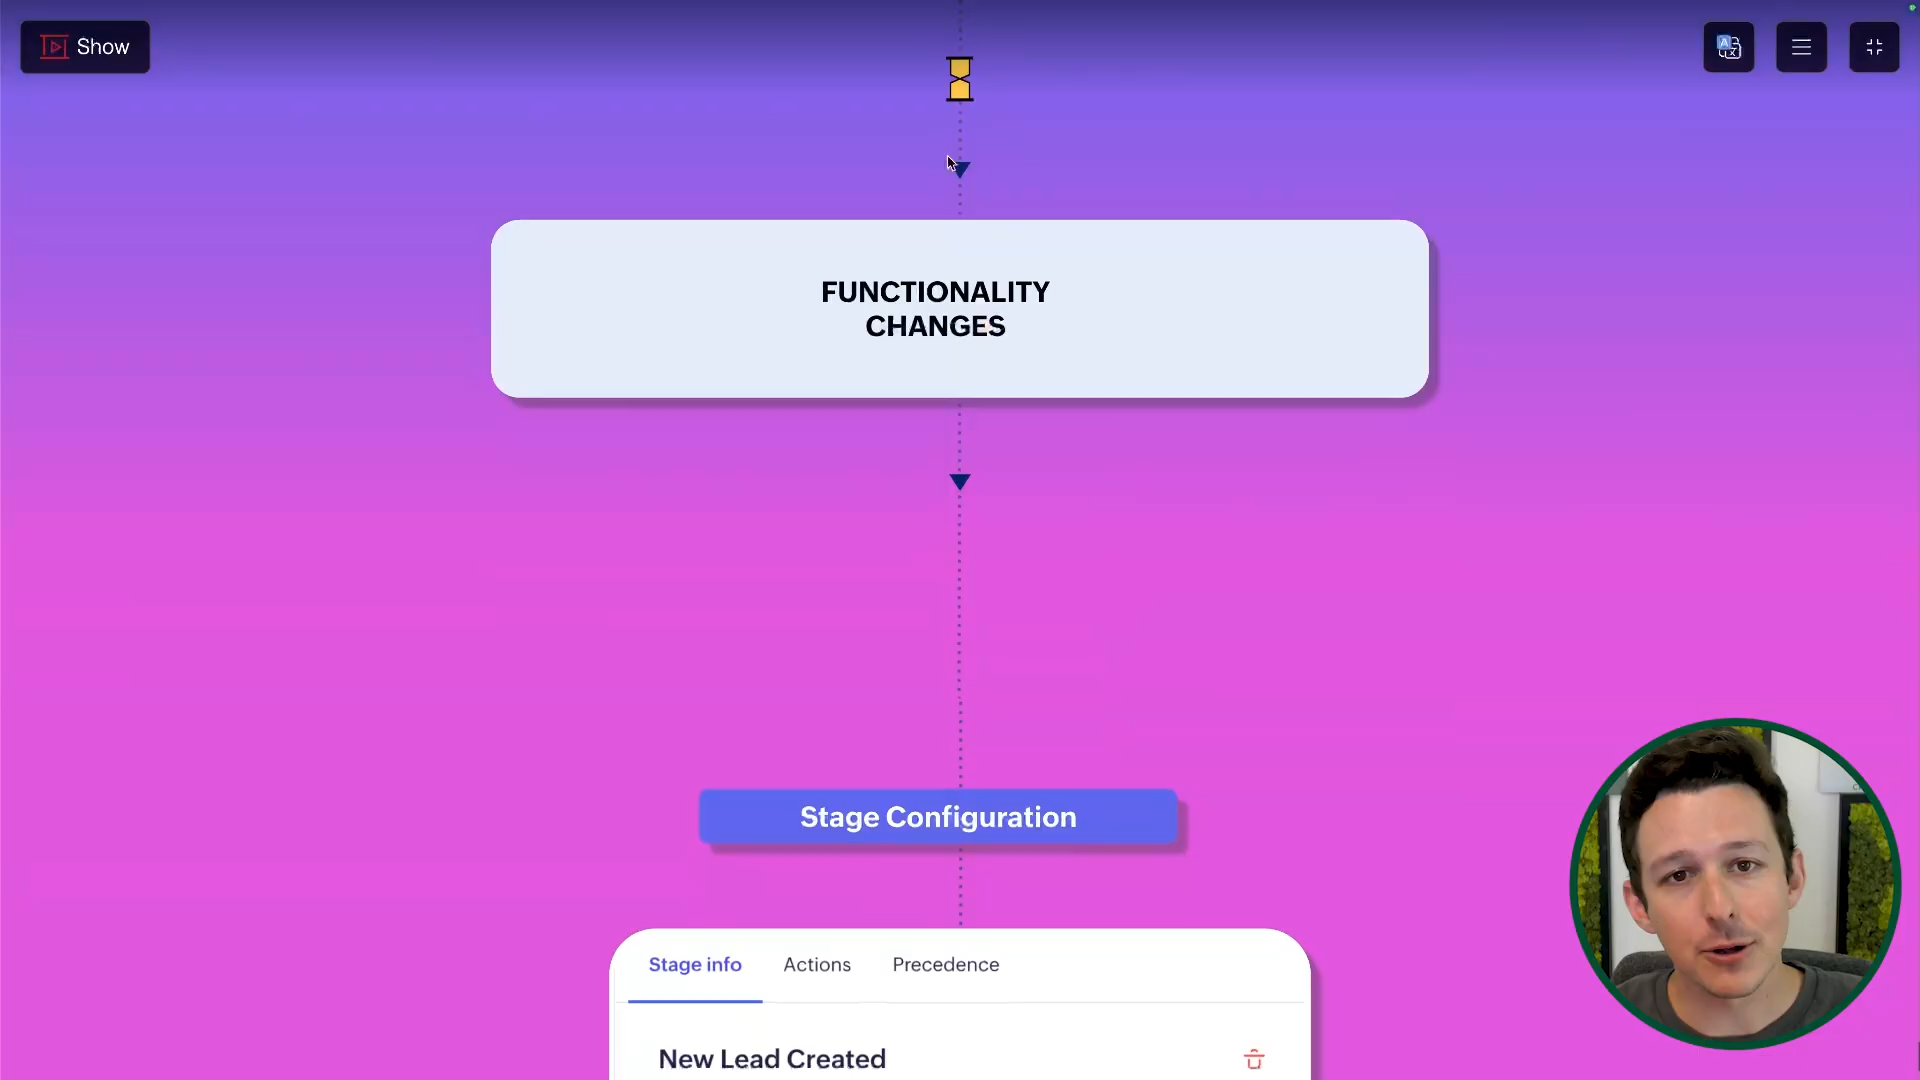 Show
FUNCTIONALITY
CHANGES
Stage Configuration
Stage info Actions Precedence
New Lead Created